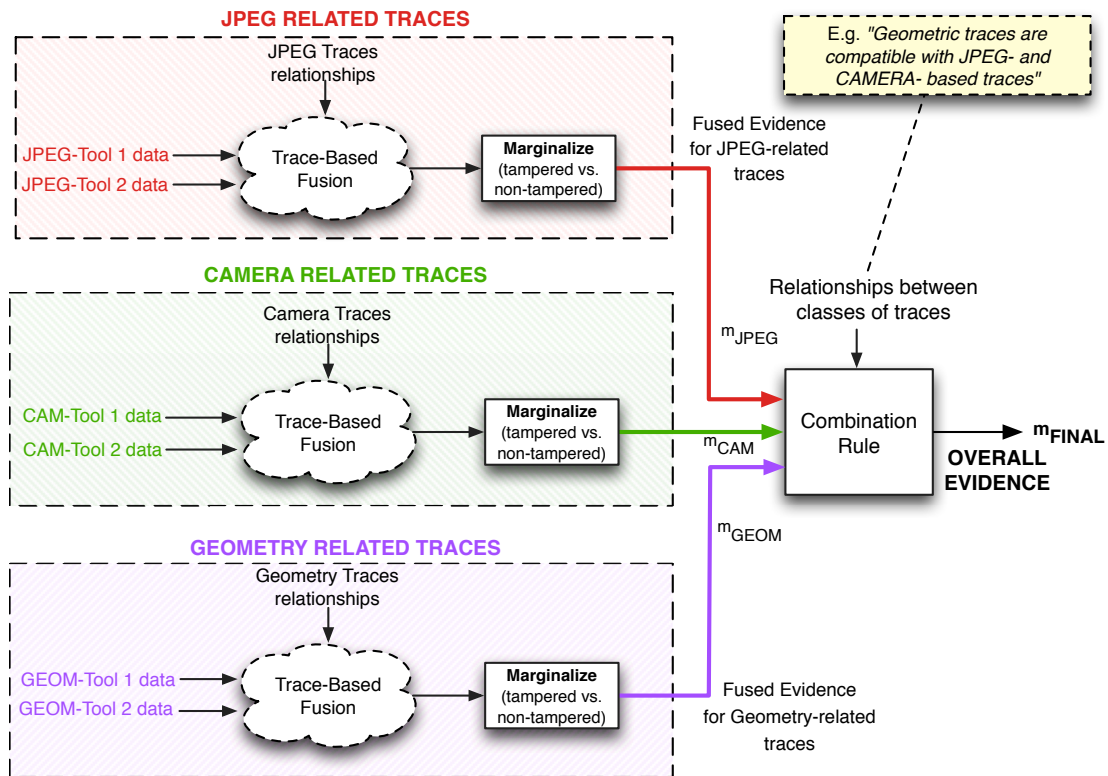 JPEG RELATED TRACES
JPEG Traces
relationships
JPEG-Tool 1 data
JPEG-Tool 2 data
Trace-Based
Fusion
Marginalize
(tampered vs.
non-tampered)
Fused Evidence
for JPEG-related
traces
E.g. "Geometric traces are
compatible with JPEG- and
CAMERA- based traces"
CAMERA RELATED TRACES
Camera Traces
relationships
CAM-Tool 1 data
CAM-Tool 2 data
Trace-Based
Fusion
Marginalize
(tampered vs.
non-tampered)
Relationships between
classes of traces
mJPEG
mCAM
mGEOM
Combination
Rule
mFINAL
OVERALL
EVIDENCE
GEOMETRY RELATED TRACES
Geometry Traces
relationships
GEOM-Tool 1 data
GEOM-Tool 2 data
Trace-Based
Fusion
Marginalize
(tampered vs.
non-tampered)
Fused Evidence
for Geometry-related
traces